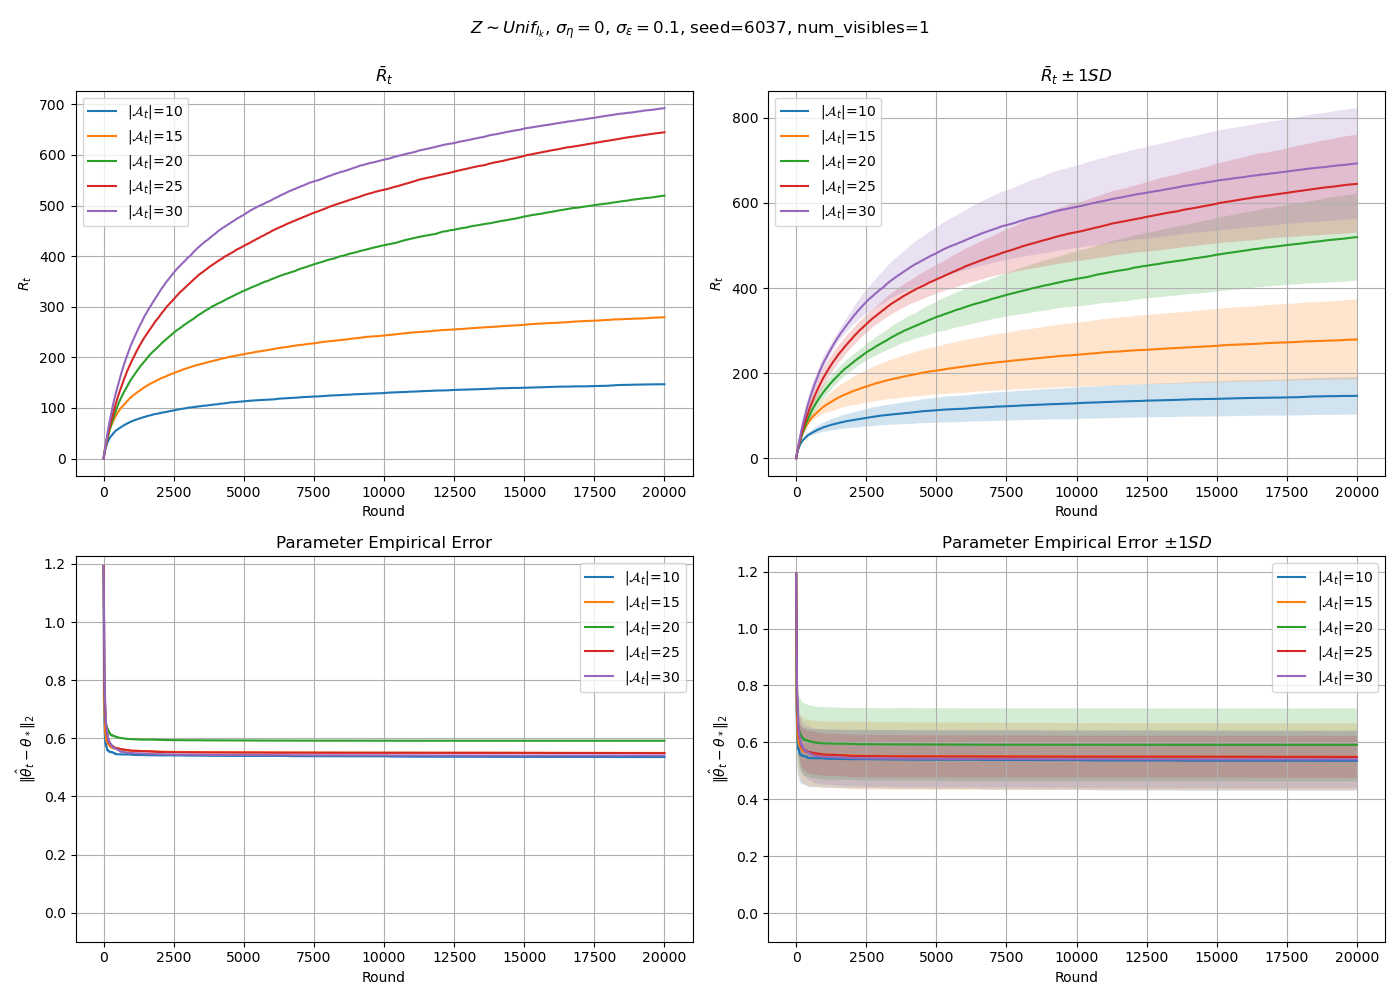 Z ∼ Unif_{I_k}, σ_η = 0, σ_ε = 0.1, seed=6037, num_visibles=1
R̄_t
R_t
700
600
500
400
300
200
100
0
|𝒜_t|=10
|𝒜_t|=15
|𝒜_t|=20
|𝒜_t|=25
|𝒜_t|=30
0 2500 5000 7500 10000 12500 15000 17500 20000
Round
R̄_t ± 1SD
R_t
800
600
400
200
0
|𝒜_t|=10
|𝒜_t|=15
|𝒜_t|=20
|𝒜_t|=25
|𝒜_t|=30
0 2500 5000 7500 10000 12500 15000 17500 20000
Round
Parameter Empirical Error
‖θ̂_t − θ_*‖_2
1.2
1.0
0.8
0.6
0.4
0.2
0.0
|𝒜_t|=10
|𝒜_t|=15
|𝒜_t|=20
|𝒜_t|=25
|𝒜_t|=30
0 2500 5000 7500 10000 12500 15000 17500 20000
Round
Parameter Empirical Error ±1SD
‖θ̂_t − θ_*‖_2
1.2
1.0
0.8
0.6
0.4
0.2
0.0
|𝒜_t|=10
|𝒜_t|=15
|𝒜_t|=20
|𝒜_t|=25
|𝒜_t|=30
0 2500 5000 7500 10000 12500 15000 17500 20000
Round